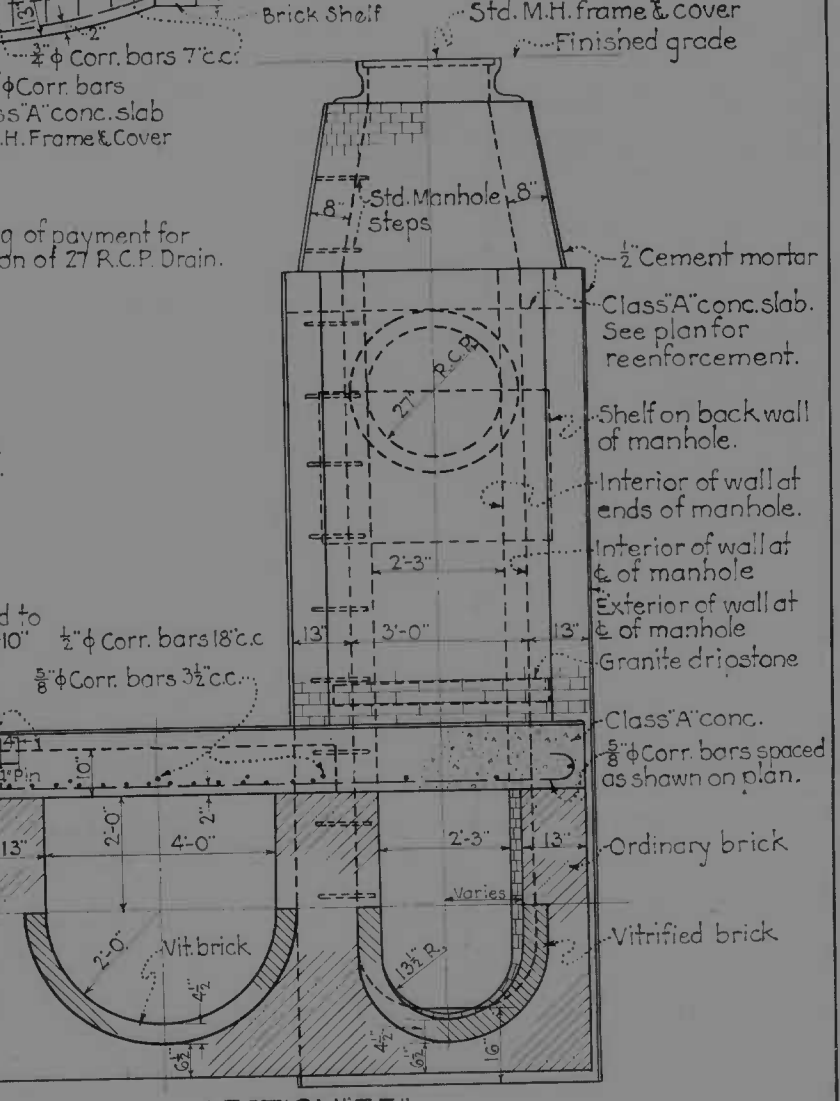 Brick Shelf
Std. M.H. frame & cover
Finished grade
2"
¾"φ Corr. bars 7"c.c.
φ Corr. bars
"A" conc. slab
.H. Frame & Cover
8"
Std. Manhole
steps
8"
of payment for
of 27 R.C.P. Drain.
½" Cement mortar
Class "A" conc. slab.
See plan for
reenforcement.
27" R.C.P.
Shelf on back wall
of manhole.
Interior of wall at
ends of manhole.
2'-3"
Interior of wall at
℄ of manhole
Exterior of wall at
℄ of manhole
to
10"
½"φ Corr. bars 18"c.c
13"
3'-0"
13"
⅝"φ Corr. bars 3½"c.c.
Granite dripstone
Class "A" conc.
⅝"φ Corr. bars spaced
as shown on plan.
4"
Pin
10"
2'-0"
2"
13"
4'-0"
2'-3"
13"
Ordinary brick
Varies
Vitrified brick
2'-0"
Vit. brick
13½" R.
4½"
6½"
4½"
6½"
16"